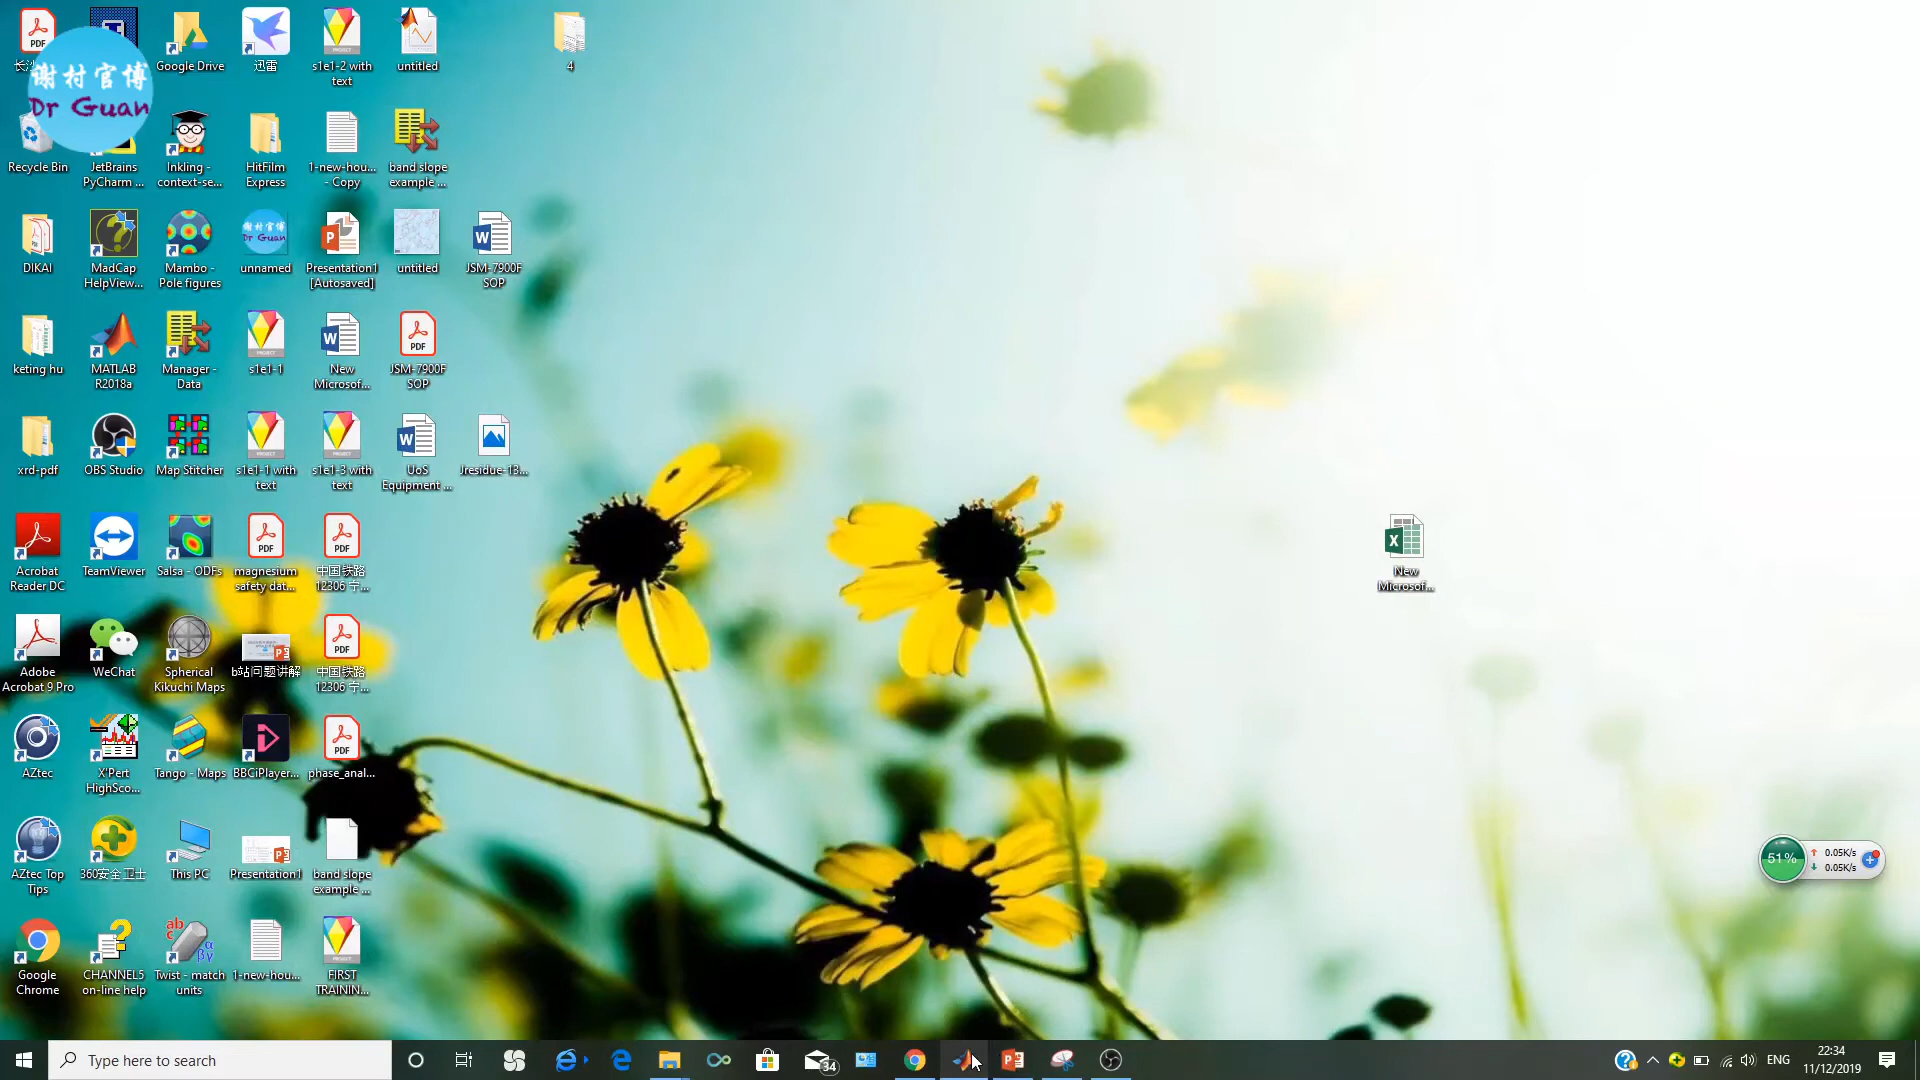 谢村官博
Dr Guan
Google Drive
迅雷
s1e1-2 with
text
untitled
4
Recycle Bin
JetBrains
PyCharm ...
Inkling -
context-se...
HitFilm
Express
1-new-hou...
- Copy
band slope
example ...
DIKAI
MadCap
HelpView...
Mambo -
Pole figures
unnamed
Presentation1
[Autosaved]
untitled
JSM-7900F
SOP
keting hu
MATLAB
R2018a
Manager -
Data
s1e1-1
New
Microsof...
JSM-7900F
SOP
xrd-pdf
OBS Studio
Map Stitcher
s1e1-1 with
text
s1e1-3 with
text
UoS
Equipment ...
Jresidue-13...
Acrobat
Reader DC
TeamViewer
Salsa - ODFs
magnesium
safety dat...
中国铁路
12306 宁...
New
Microsof...
Adobe
Acrobat 9 Pro
WeChat
Spherical
Kikuchi Maps
b站问题讲解
中国铁路
12306 宁...
AZtec
X'Pert
HighSco...
Tango - Maps
BBCiPlayer...
phase_anal...
AZtec Top
Tips
360安全卫士
This PC
Presentation1
band slope
example ...
51%
0.05K/s
0.05K/s
Google
Chrome
CHANNEL5
on-line help
Twist - match
units
1-new-hou...
FIRST
TRAININ...
Type here to search
34
ENG
22:34
11/12/2019